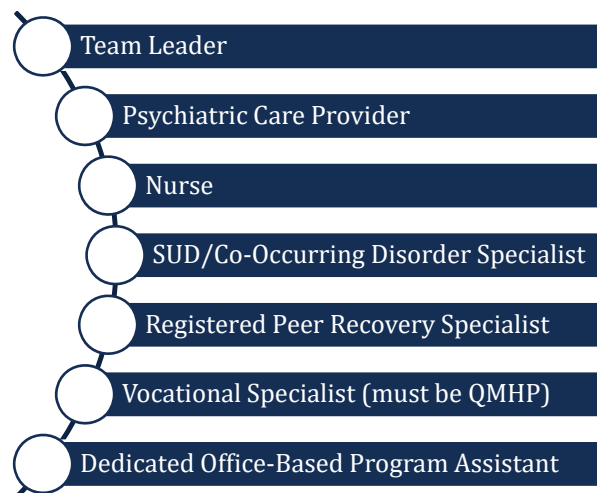 Team Leader
Psychiatric Care Provider
Nurse
SUD/Co-Occurring Disorder Specialist
Registered Peer Recovery Specialist
Vocational Specialist (must be QMHP)
Dedicated Office-Based Program Assistant